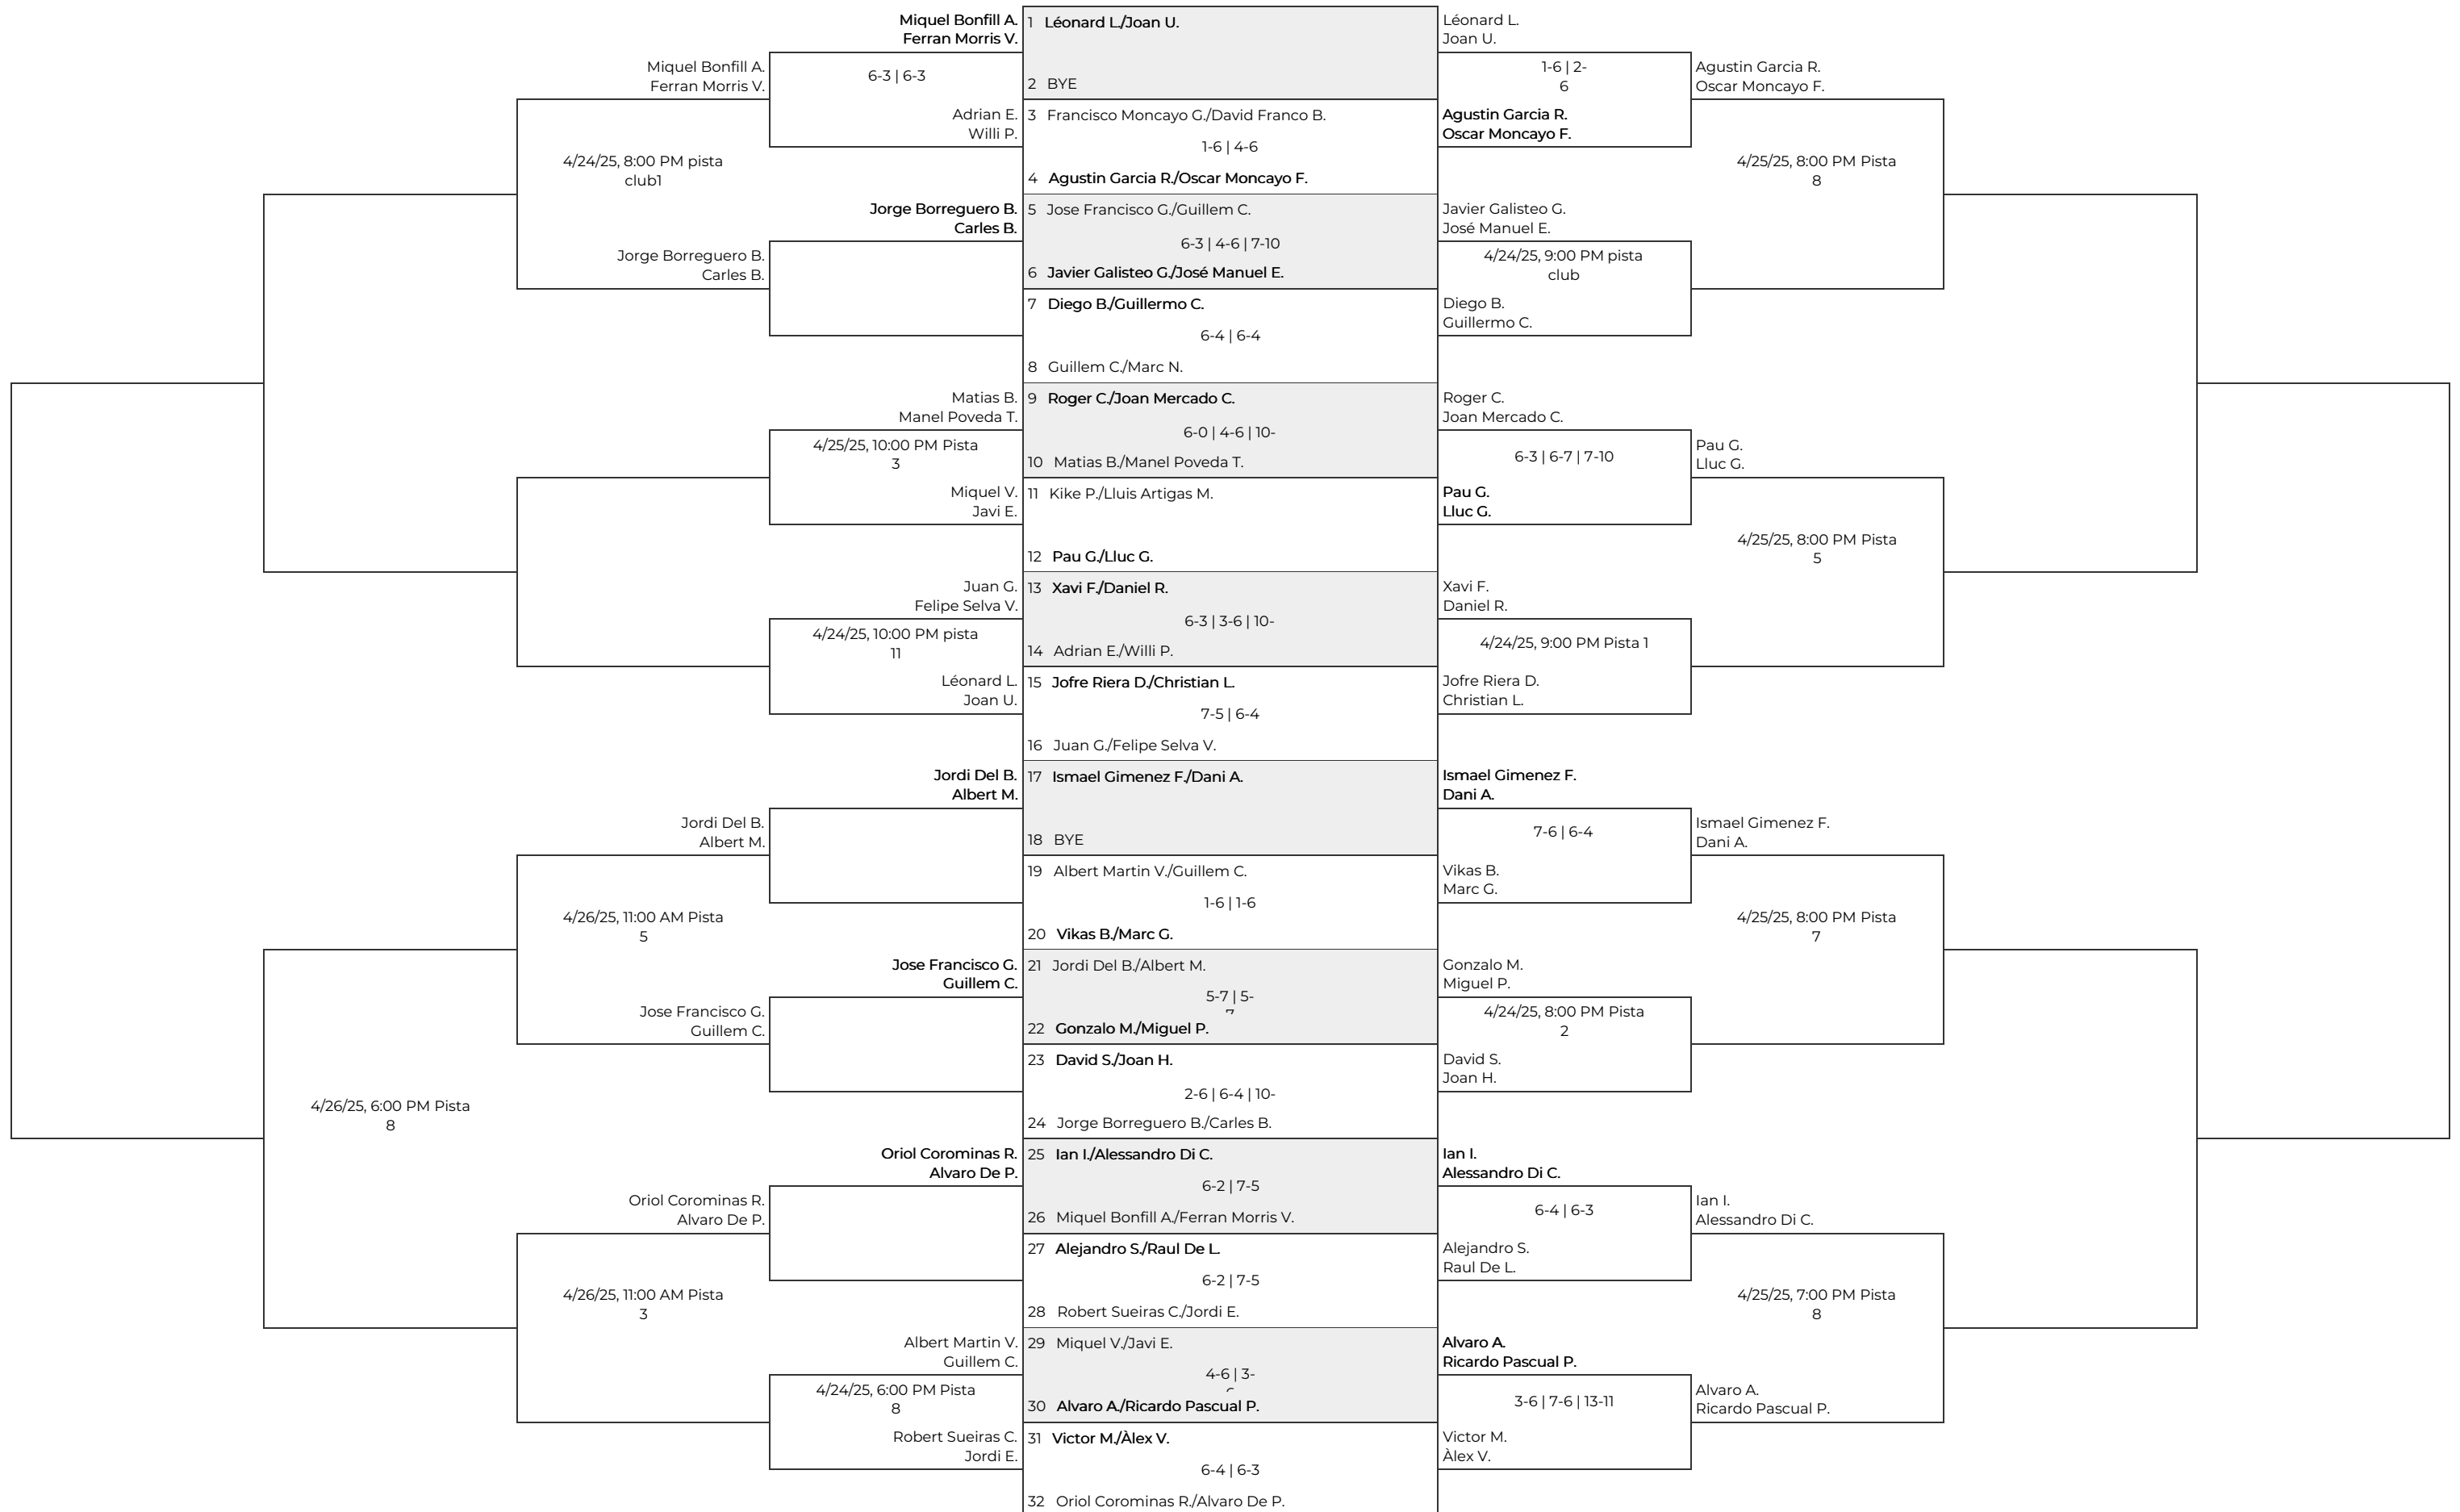 Miquel Bonfill A.
Ferran Morris V.
Miquel Bonfill A.
Ferran Morris V.
6-3 | 6-3
Adrian E.
Willi P.
4/24/25, 8:00 PM pista
club1
Jorge Borreguero B.
Carles B.
Jorge Borreguero B.
Carles B.
Matias B.
Manel Poveda T.
4/25/25, 10:00 PM Pista
3
Miquel V.
Javi E.
Juan G.
Felipe Selva V.
4/24/25, 10:00 PM pista
11
Léonard L.
Joan U.
Jordi Del B.
Albert M.
Jordi Del B.
Albert M.
4/26/25, 11:00 AM Pista
5
Jose Francisco G.
Guillem C.
Jose Francisco G.
Guillem C.
4/26/25, 6:00 PM Pista
8
Oriol Corominas R.
Alvaro De P.
Oriol Corominas R.
Alvaro De P.
4/26/25, 11:00 AM Pista
3
Albert Martin V.
Guillem C.
4/24/25, 6:00 PM Pista
8
Robert Sueiras C.
Jordi E.
1 Léonard L./Joan U.
2 BYE
3 Francisco Moncayo G./David Franco B.
1-6 | 4-6
4 Agustin Garcia R./Oscar Moncayo F.
5 Jose Francisco G./Guillem C.
6-3 | 4-6 | 7-10
6 Javier Galisteo G./José Manuel E.
7 Diego B./Guillermo C.
6-4 | 6-4
8 Guillem C./Marc N.
9 Roger C./Joan Mercado C.
6-0 | 4-6 | 10-
10 Matias B./Manel Poveda T.
11 Kike P./Lluis Artigas M.
12 Pau G./Lluc G.
13 Xavi F./Daniel R.
6-3 | 3-6 | 10-
14 Adrian E./Willi P.
15 Jofre Riera D./Christian L.
7-5 | 6-4
16 Juan G./Felipe Selva V.
17 Ismael Gimenez F./Dani A.
18 BYE
19 Albert Martin V./Guillem C.
1-6 | 1-6
20 Vikas B./Marc G.
21 Jordi Del B./Albert M.
5-7 | 5-
7
22 Gonzalo M./Miguel P.
23 David S./Joan H.
2-6 | 6-4 | 10-
24 Jorge Borreguero B./Carles B.
25 Ian I./Alessandro Di C.
6-2 | 7-5
26 Miquel Bonfill A./Ferran Morris V.
27 Alejandro S./Raul De L.
6-2 | 7-5
28 Robert Sueiras C./Jordi E.
29 Miquel V./Javi E.
4-6 | 3-
30 Alvaro A./Ricardo Pascual P.
31 Victor M./Àlex V.
6-4 | 6-3
32 Oriol Corominas R./Alvaro De P.
Léonard L.
Joan U.
1-6 | 2-
6
Agustin Garcia R.
Oscar Moncayo F.
Agustin Garcia R.
Oscar Moncayo F.
4/25/25, 8:00 PM Pista
8
Javier Galisteo G.
José Manuel E.
4/24/25, 9:00 PM pista
club
Diego B.
Guillermo C.
Roger C.
Joan Mercado C.
6-3 | 6-7 | 7-10
Pau G.
Lluc G.
Pau G.
Lluc G.
4/25/25, 8:00 PM Pista
5
Xavi F.
Daniel R.
4/24/25, 9:00 PM Pista 1
Jofre Riera D.
Christian L.
Ismael Gimenez F.
Dani A.
7-6 | 6-4
Vikas B.
Marc G.
Ismael Gimenez F.
Dani A.
4/25/25, 8:00 PM Pista
7
Gonzalo M.
Miguel P.
4/24/25, 8:00 PM Pista
2
David S.
Joan H.
Ian I.
Alessandro Di C.
6-4 | 6-3
Alejandro S.
Raul De L.
Ian I.
Alessandro Di C.
4/25/25, 7:00 PM Pista
8
Alvaro A.
Ricardo Pascual P.
3-6 | 7-6 | 13-11
Victor M.
Àlex V.
Alvaro A.
Ricardo Pascual P.